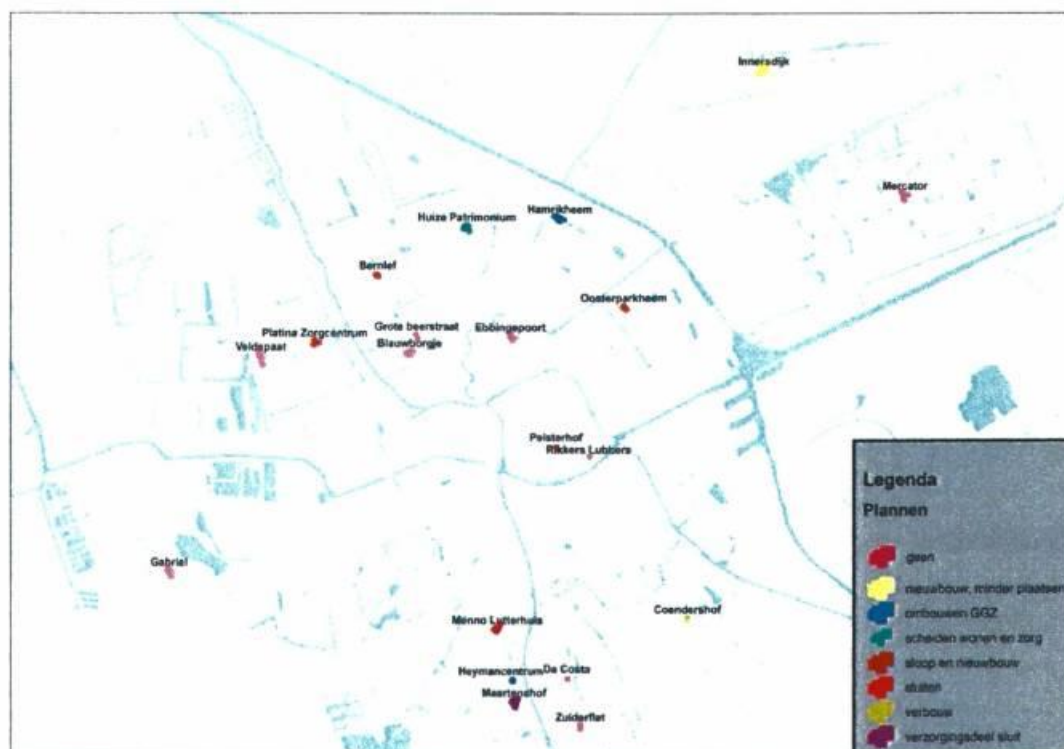 Innersdijk
Mercator
Hamrikheem
Huize Patrimonium
Bernlef
Oosterparkheem
Grote beerstraat
Ebbingepoort
Platina Zorgcentrum
Blauwborgje
Veldspaat
Pelsterhof
Rikkers Lubbers
Legenda
Plannen
geen
nieuwbouw, minder plaatsen
ombouwen GGZ
scheiden wonen en zorg
sloop en nieuwbouw
sluiten
verbouw
verzorgingsdeel sluit
Gabrial
Coendershof
Menno Lutterhuis
Heymancentrum
De Costa
Maartenshof
Zuiderflat